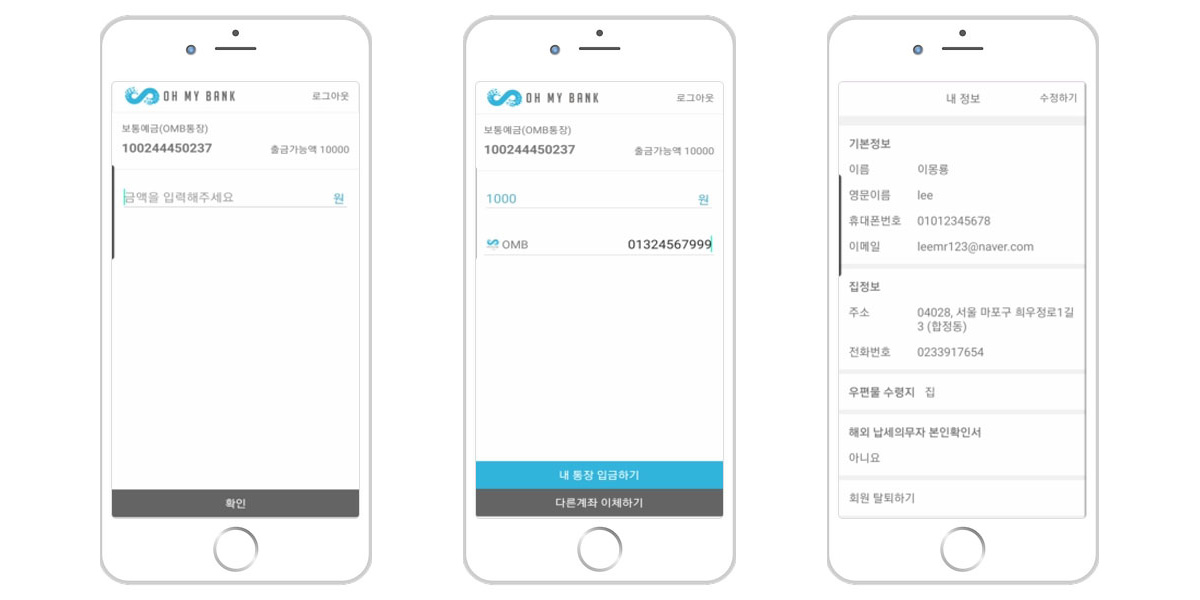 OH MY BANK 로그아웃
보통예금(OMB통장)
100244450237 출금가능액 10000
금액을 입력해주세요 원
확인
OH MY BANK 로그아웃
보통예금(OMB통장)
100244450237 출금가능액 10000
1000 원
OMB 01324567999
내 통장 입금하기
다른계좌 이체하기
내 정보 수정하기
기본정보
이름 이몽룡
영문이름 lee
휴대폰번호 01012345678
이메일 leemr123@naver.com
집정보
주소 04028, 서울 마포구 희우정로1길
3 (합정동)
전화번호 0233917654
우편물 수령지 집
해외 납세의무자 본인확인서
아니요
회원 탈퇴하기